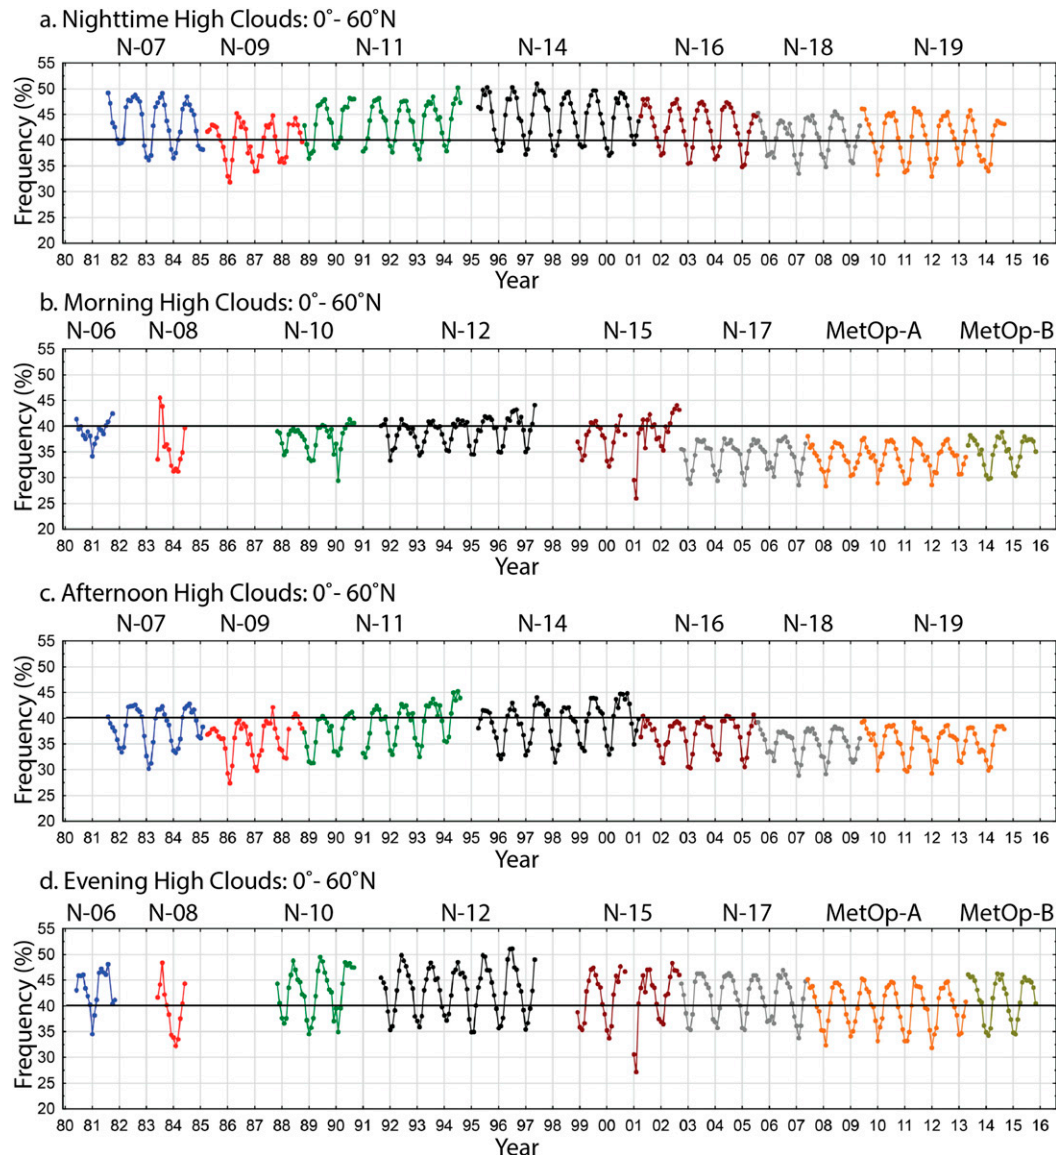 a. Nighttime High Clouds: 0°- 60°N
N-07 N-09 N-11 N-14 N-16 N-18 N-19
Frequency (%)
55
50
45
40
35
30
25
20
80 81 82 83 84 85 86 87 88 89 90 91 92 93 94 95 96 97 98 99 00 01 02 03 04 05 06 07 08 09 10 11 12 13 14 15 16
Year
b. Morning High Clouds: 0°- 60°N
N-06 N-08 N-10 N-12 N-15 N-17 MetOp-A MetOp-B
Frequency (%)
55
50
45
40
35
30
25
20
80 81 82 83 84 85 86 87 88 89 90 91 92 93 94 95 96 97 98 99 00 01 02 03 04 05 06 07 08 09 10 11 12 13 14 15 16
Year
c. Afternoon High Clouds: 0°- 60°N
N-07 N-09 N-11 N-14 N-16 N-18 N-19
Frequency (%)
55
50
45
40
35
30
25
20
80 81 82 83 84 85 86 87 88 89 90 91 92 93 94 95 96 97 98 99 00 01 02 03 04 05 06 07 08 09 10 11 12 13 14 15 16
Year
d. Evening High Clouds: 0°- 60°N
N-06 N-08 N-10 N-12 N-15 N-17 MetOp-A MetOp-B
Frequency (%)
55
50
45
40
35
30
25
20
80 81 82 83 84 85 86 87 88 89 90 91 92 93 94 95 96 97 98 99 00 01 02 03 04 05 06 07 08 09 10 11 12 13 14 15 16
Year